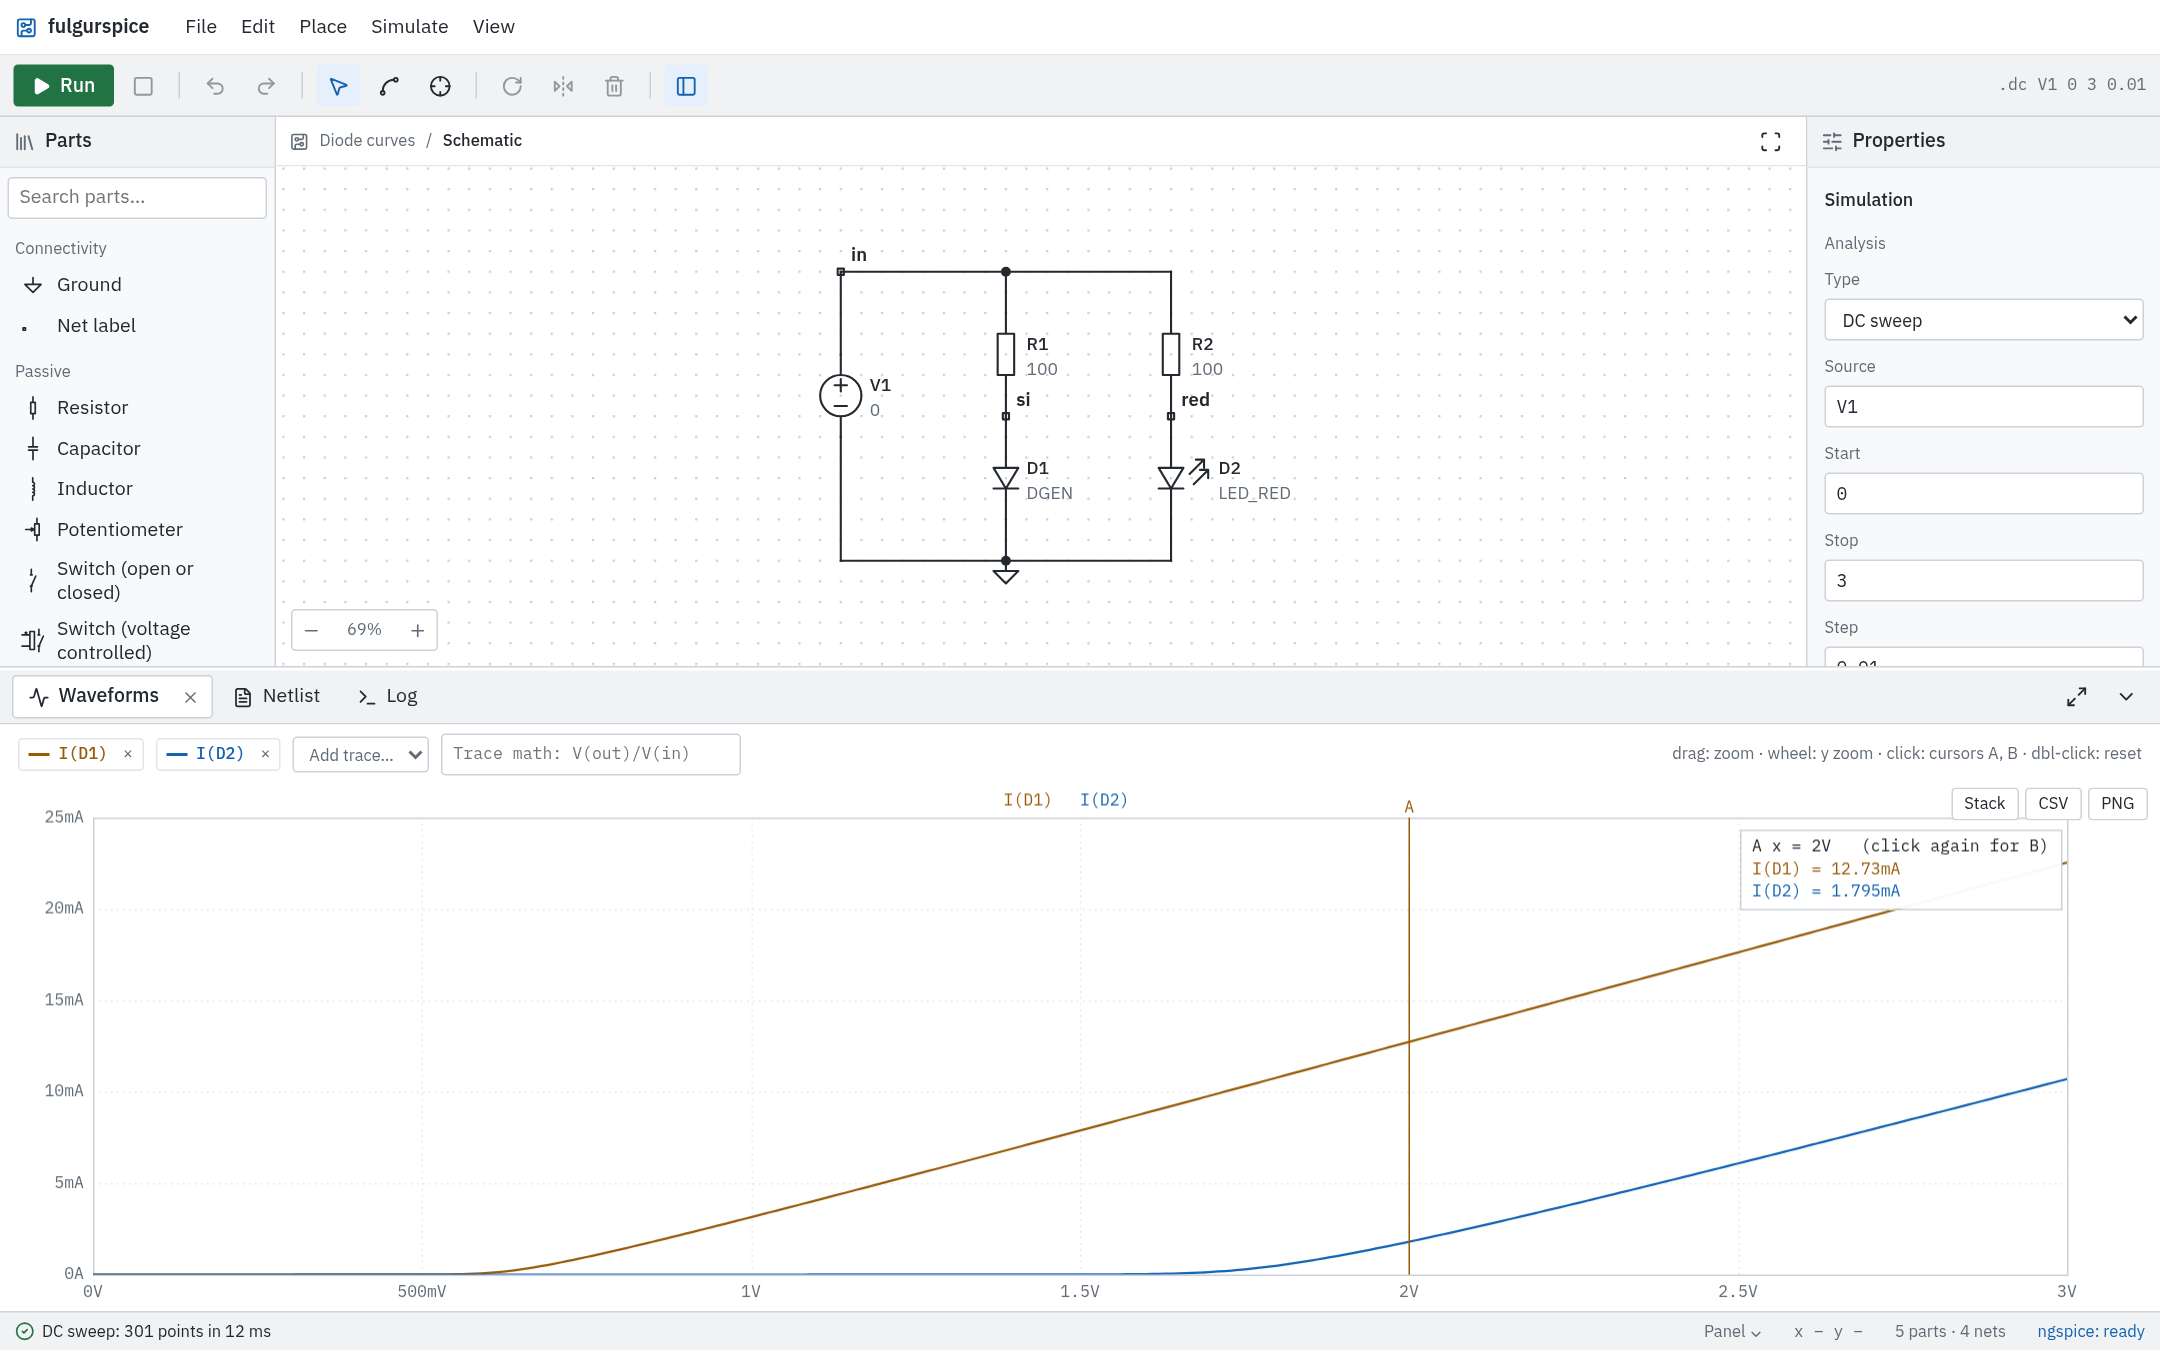 fulgurspice File Edit Place Simulate View
Run .dc V1 0 3 0.01
Parts
Search parts...
Connectivity
Ground
Net label
Passive
Resistor
Capacitor
Inductor
Potentiometer
Switch (open or
closed)
Switch (voltage
controlled)
Diode curves / Schematic
in
V1
0
R1
100
si
D1
DGEN
R2
100
red
D2
LED_RED
69%
Properties
Simulation
Analysis
Type
DC sweep
Source
V1
Start
0
Stop
3
Step
0.01
Waveforms Netlist Log
I(D1) × I(D2) × Add trace... Trace math: V(out)/V(in) drag: zoom · wheel: y zoom · click: cursors A, B · dbl-click: reset
I(D1) I(D2) A Stack CSV PNG
A x = 2V (click again for B)
I(D1) = 12.73mA
I(D2) = 1.795mA
25mA
20mA
15mA
10mA
5mA
0A
0V 500mV 1V 1.5V 2V 2.5V 3V
DC sweep: 301 points in 12 ms Panel x – y – 5 parts · 4 nets ngspice: ready